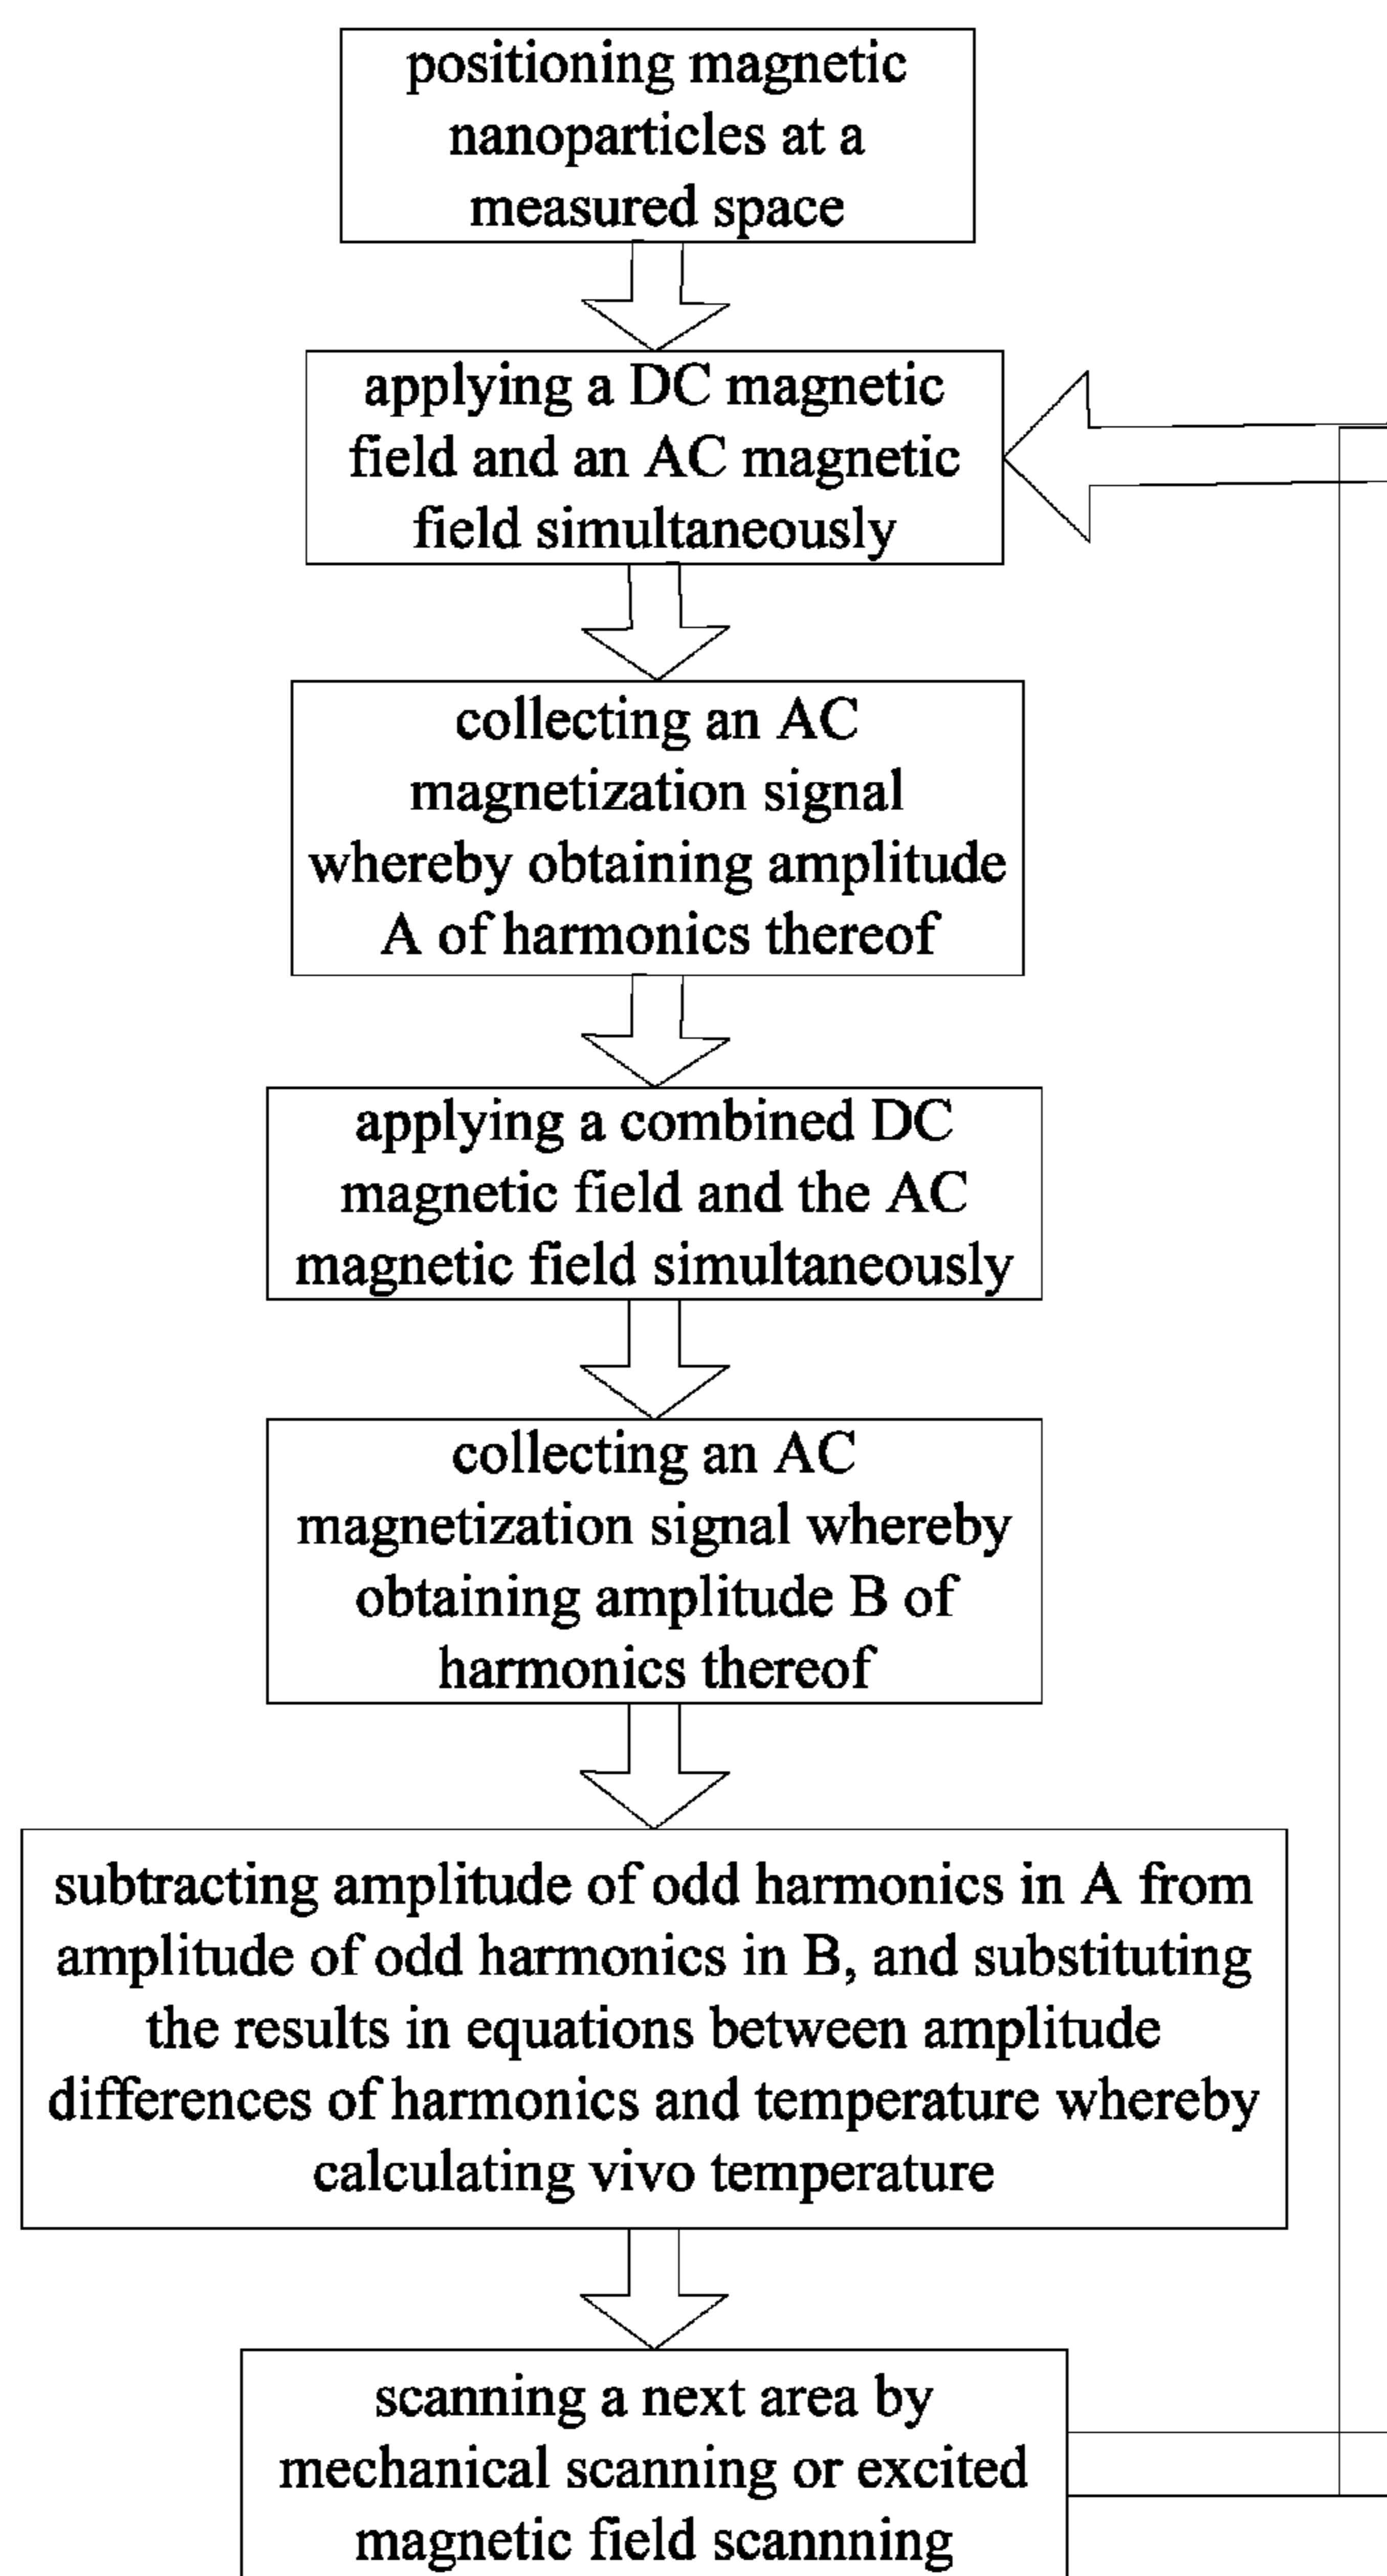 positioning magnetic
nanoparticles at a
measured space
applying a DC magnetic
field and an AC magnetic
field simultaneously
collecting an AC
magnetization signal
whereby obtaining amplitude
A of harmonics thereof
applying a combined DC
magnetic field and the AC
magnetic field simultaneously
collecting an AC
magnetization signal whereby
obtaining amplitude B of
harmonics thereof
subtracting amplitude of odd harmonics in A from
amplitude of odd harmonics in B, and substituting
the results in equations between amplitude
differences of harmonics and temperature whereby
calculating vivo temperature
scanning a next area by
mechanical scanning or excited
magnetic field scannning